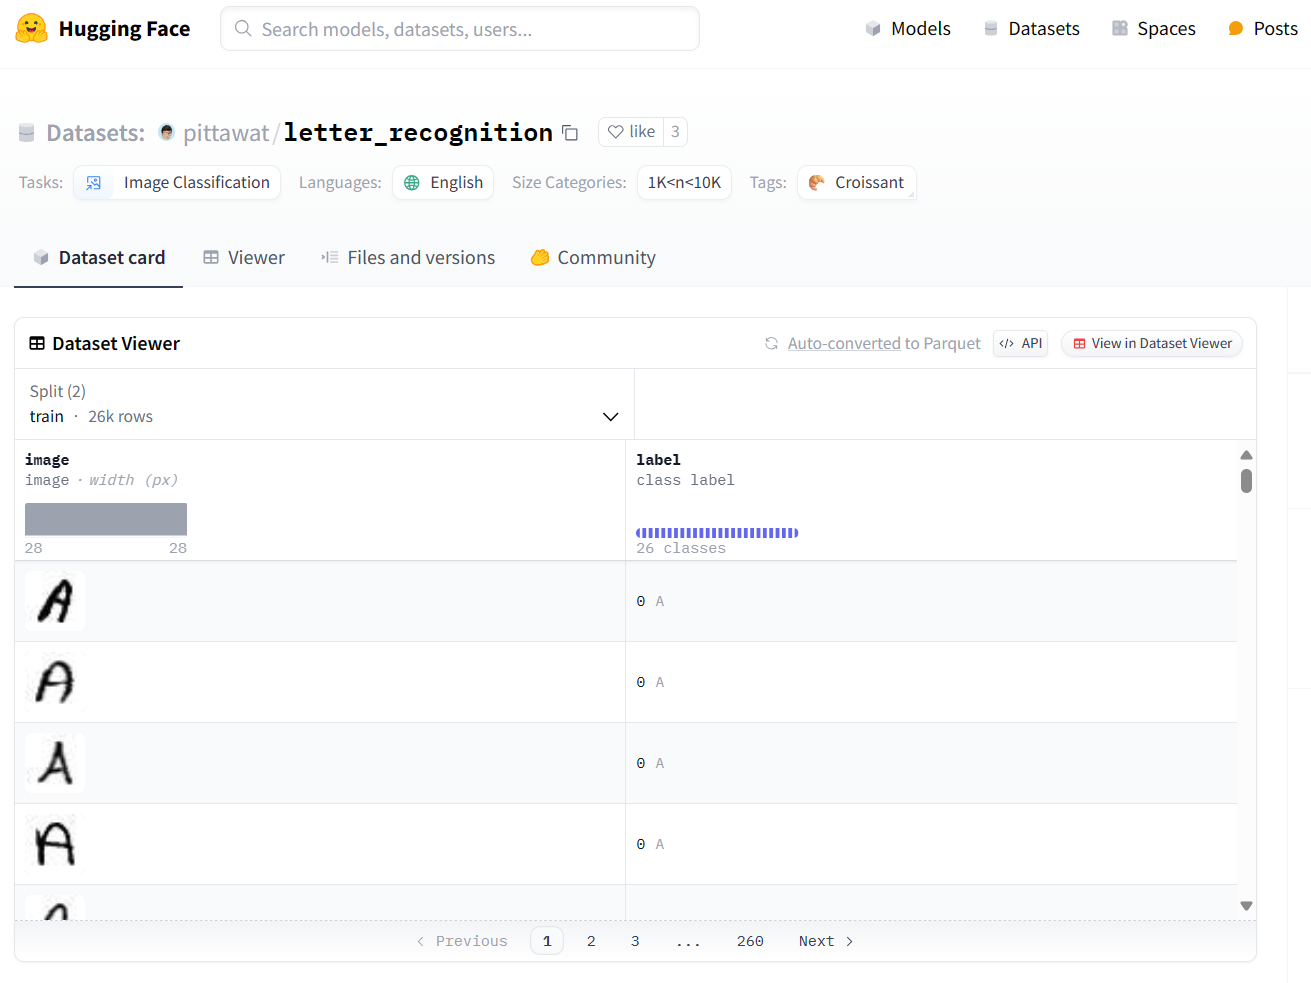 Hugging Face
Search models, datasets, users...
Models
Datasets
Spaces
Posts
Datasets: pittawat/letter_recognition
like 3
Tasks: Image Classification Languages: English Size Categories: 1K<n<10K Tags: Croissant
Dataset card
Viewer
Files and versions
Community
Dataset Viewer
Auto-converted to Parquet
</> API
View in Dataset Viewer
Split (2)
train · 26k rows
image
image · width (px)
28 28
label
class label
26 classes
A 0 A
A 0 A
A 0 A
A 0 A
< Previous 1 2 3 ... 260 Next >